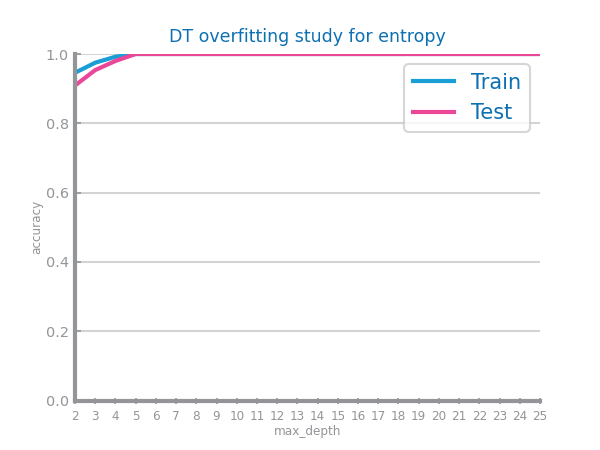 DT overfitting study for entropy
1.0
0.8
0.6
0.4
0.2
0.0
accuracy
Train
Test
2 3 4 5 6 7 8 9 10 11 12 13 14 15 16 17 18 19 20 21 22 23 24 25
max_depth